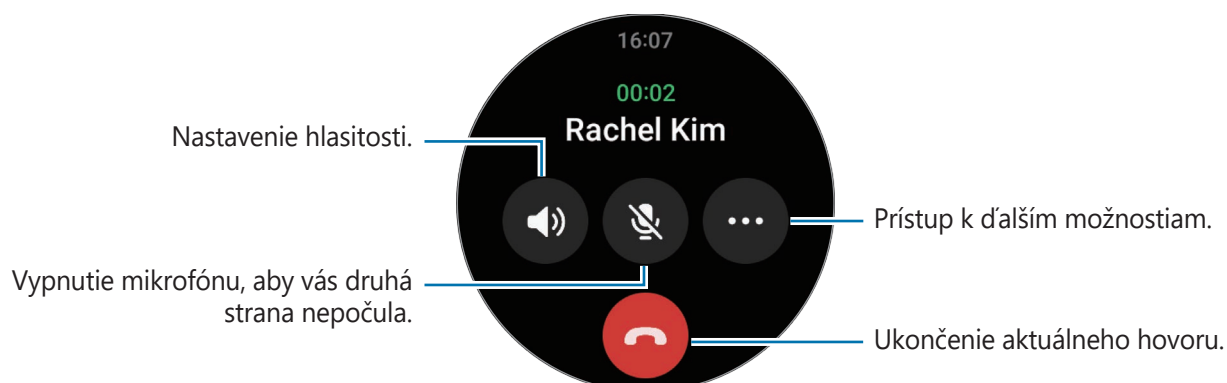 16:07
00:02
Rachel Kim
Nastavenie hlasitosti.
Prístup k ďalším možnostiam.
Vypnutie mikrofónu, aby vás druhá
strana nepočula.
Ukončenie aktuálneho hovoru.